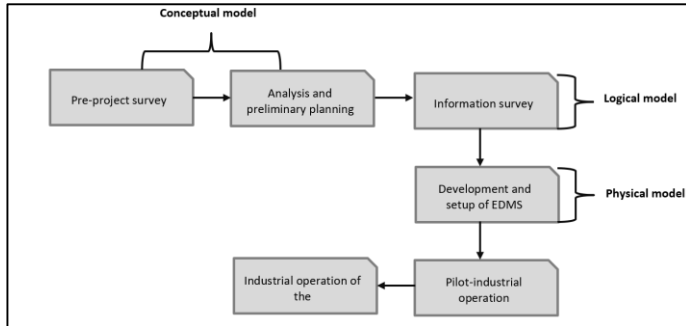 Conceptual model
Pre-project survey
Analysis and
preliminary planning
Information survey
Logical model
Development and
setup of EDMS
Physical model
Industrial operation of
the
Pilot-industrial
operation